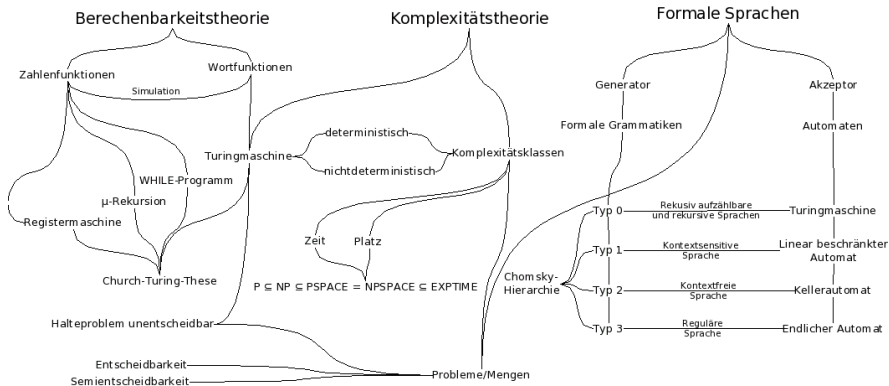 Berechenbarkeitstheorie
Komplexitätstheorie
Formale Sprachen
Zahlenfunktionen
Wortfunktionen
Simulation
Generator
Akzeptor
Formale Grammatiken
Automaten
deterministisch
Turingmaschine
Komplexitätsklassen
nichtdeterministisch
WHILE-Programm
μ-Rekursion
Registermaschine
Church-Turing-These
Zeit
Platz
P ⊆ NP ⊆ PSPACE = NPSPACE ⊆ EXPTIME
Typ 0
Rekusiv aufzählbare
und rekursive Sprachen
Turingmaschine
Typ 1
Kontextsensitive
Sprache
Linear beschränkter
Automat
Chomsky-
Hierarchie
Typ 2
Kontextfreie
Sprache
Kellerautomat
Typ 3
Reguläre
Sprache
Endlicher Automat
Halteproblem unentscheidbar
Entscheidbarkeit
Semientscheidbarkeit
Probleme/Mengen